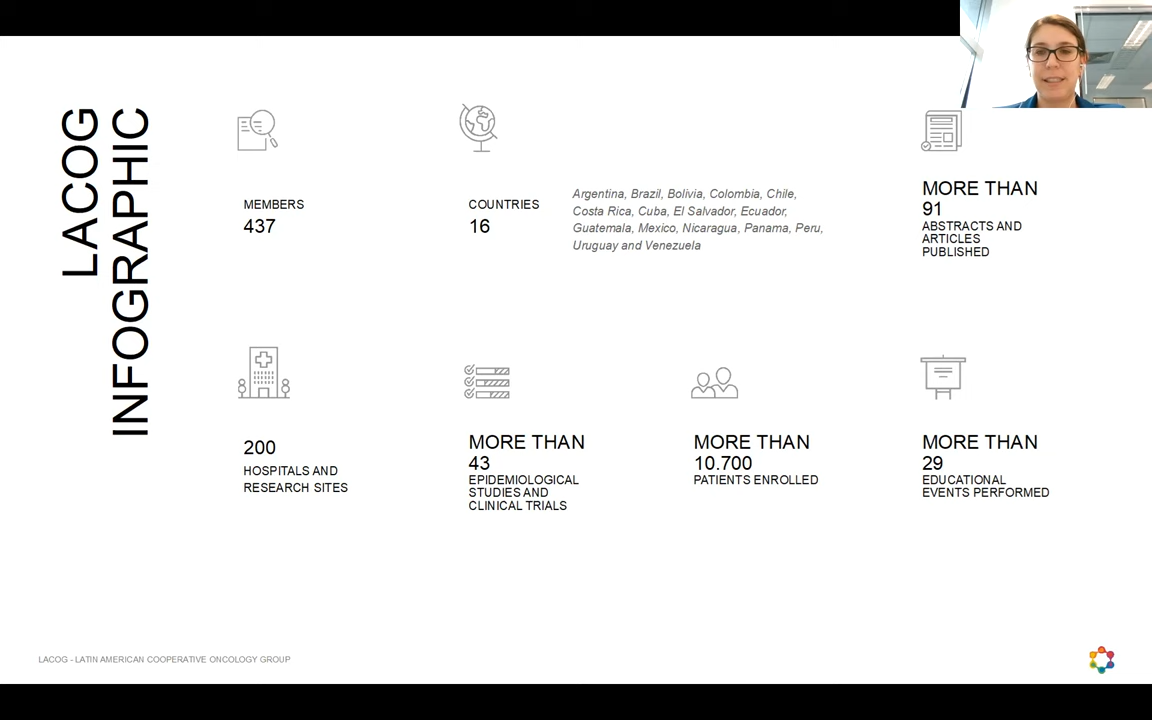 LACOG
INFOGRAPHIC
MEMBERS
437
COUNTRIES
16
Argentina, Brazil, Bolivia, Colombia, Chile,
Costa Rica, Cuba, El Salvador, Ecuador,
Guatemala, Mexico, Nicaragua, Panama, Peru,
Uruguay and Venezuela
MORE THAN
91
ABSTRACTS AND
ARTICLES
PUBLISHED
200
HOSPITALS AND
RESEARCH SITES
MORE THAN
43
EPIDEMIOLOGICAL
STUDIES AND
CLINICAL TRIALS
MORE THAN
10.700
PATIENTS ENROLLED
MORE THAN
29
EDUCATIONAL
EVENTS PERFORMED
LACOG - LATIN AMERICAN COOPERATIVE ONCOLOGY GROUP